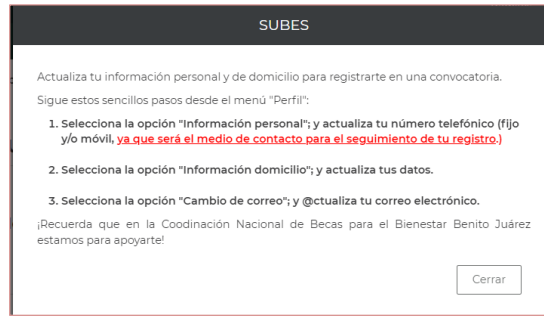 SUBES
Actualiza tu información personal y de domicilio para registrarte en una convocatoria.
Sigue estos sencillos pasos desde el menú "Perfil":
1. Selecciona la opción "Información personal"; y actualiza tu número telefónico (fijo
y/o móvil, ya que será el medio de contacto para el seguimiento de tu registro.)
2. Selecciona la opción "Información domicilio"; y actualiza tus datos.
3. Selecciona la opción "Cambio de correo"; y @ctualiza tu correo electrónico.
¡Recuerda que en la Coodinación Nacional de Becas para el Bienestar Benito Juárez
estamos para apoyarte!
Cerrar